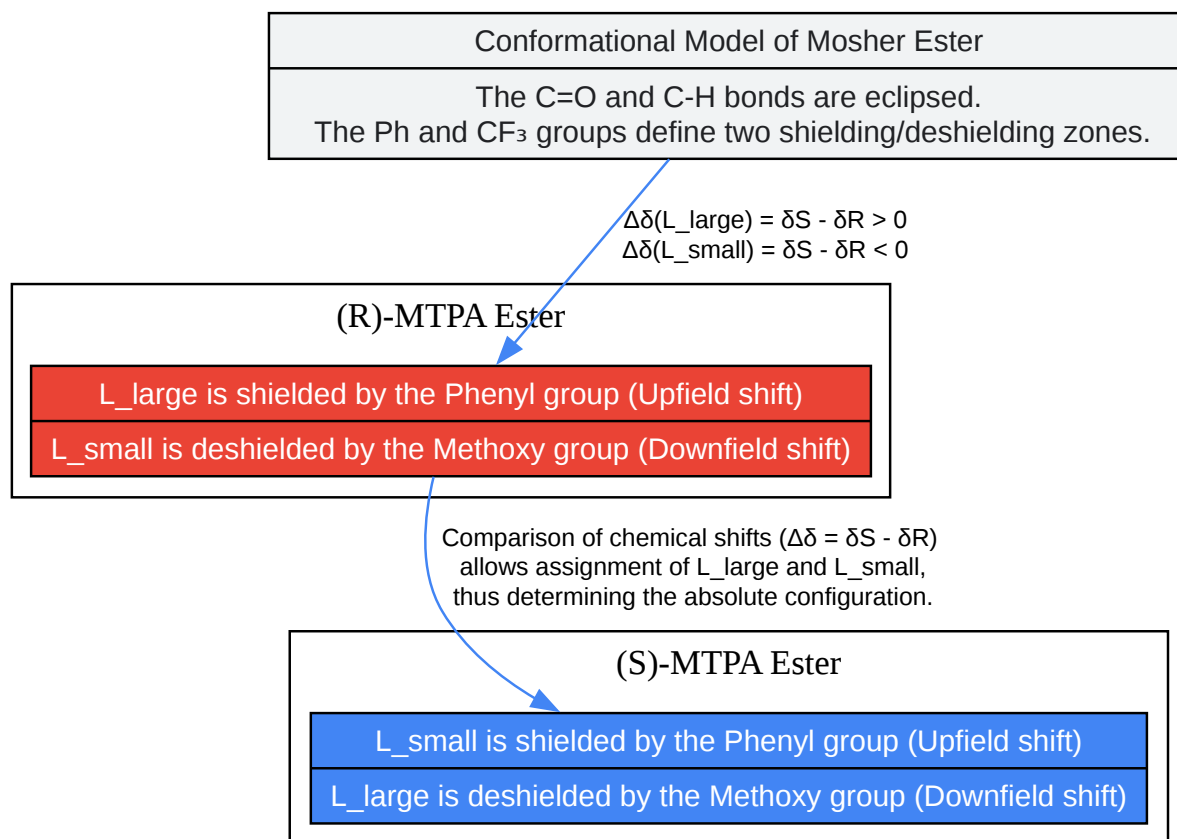 Conformational Model of Mosher Ester
The C=O and C-H bonds are eclipsed.
The Ph and CF₃ groups define two shielding/deshielding zones.
Δδ(L_large) = δS - δR > 0
Δδ(L_small) = δS - δR < 0
(R)-MTPA Ester
L_large is shielded by the Phenyl group (Upfield shift)
L_small is deshielded by the Methoxy group (Downfield shift)
Comparison of chemical shifts (Δδ = δS - δR)
allows assignment of L_large and L_small,
thus determining the absolute configuration.
(S)-MTPA Ester
L_small is shielded by the Phenyl group (Upfield shift)
L_large is deshielded by the Methoxy group (Downfield shift)